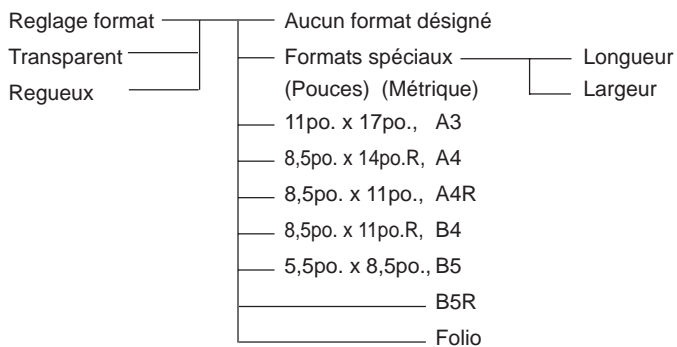 Reglage format Aucun format désigné
Transparent Formats spéciaux Longueur
Regueux (Pouces) (Métrique) Largeur
11po. x 17po., A3
8,5po. x 14po.R, A4
8,5po. x 11po., A4R
8,5po. x 11po.R, B4
5,5po. x 8,5po., B5
B5R
Folio